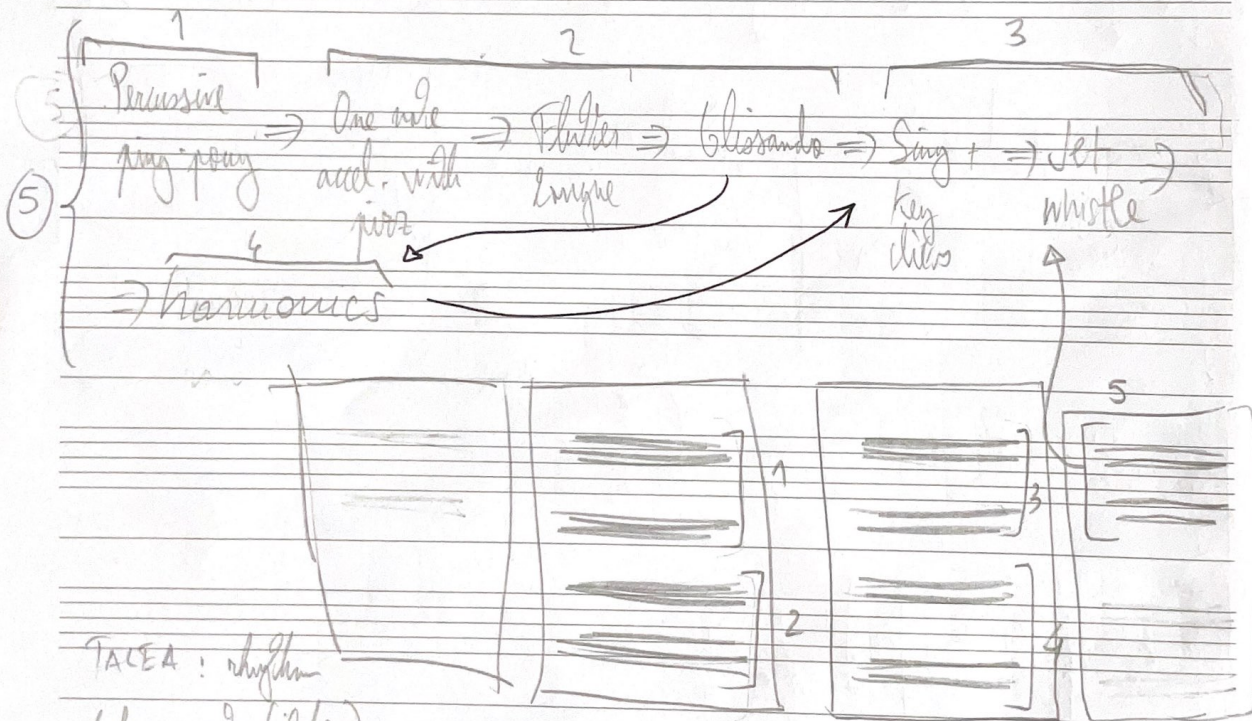 1 2 3
Percussive ⇒ One note ⇒ Flutter ⇒ Glissando ⇒ Sing + ⇒ Jet ⇒
ping-pong accel. with tongue key whistle
5 pizz clics
4
⇒ harmonics
5
1
3
2
4
TALEA : rhythm